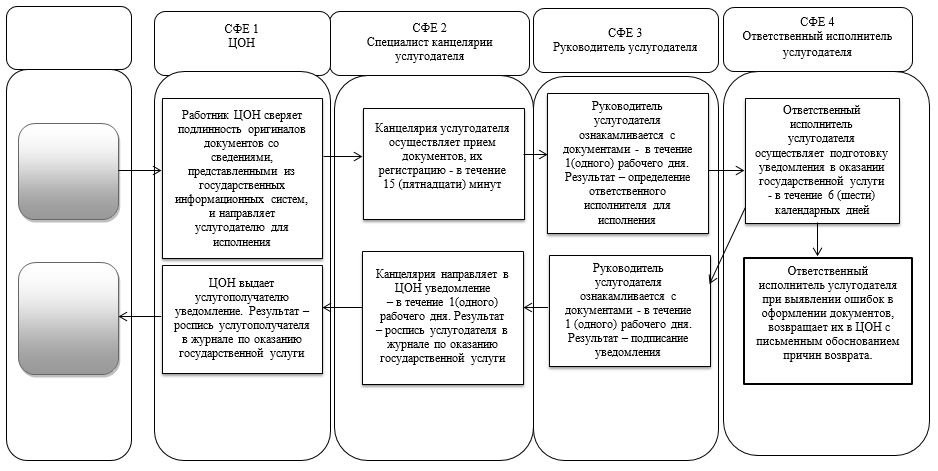 СФЕ 1
ЦОН
СФЕ 2
Специалист канцелярии
услугодателя
СФЕ 3
Руководитель услугодателя
СФЕ 4
Ответственный исполнитель
услугодателя
Работник ЦОН сверяет
подлинность оригиналов
документов со
сведениями,
представленными из
государственных
информационных систем,
и направляет
услугодателю для
исполнения
Канцелярия услугодателя
осуществляет прием
документов, их
регистрацию - в течение
15 (пятнадцати) минут
Руководитель
услугодателя
ознакамливается с
документами - в течение
1(одного) рабочего дня.
Результат – определение
ответственного
исполнителя для
исполнения
Ответственный
исполнитель
услугодателя
осуществляет подготовку
уведомления в оказании
государственной услуги
- в течение 6 (шести)
календарных дней
ЦОН выдает
услугополучателю
уведомление. Результат –
роспись услугополучателя
в журнале по оказанию
государственной услуги
Канцелярия направляет в
ЦОН уведомление
– в течение 1(одного)
рабочего дня. Результат
– роспись услугодателя в
журнале по оказанию
государственной услуги
Руководитель
услугодателя
ознакамливается с
документами - в течение
1 (одного) рабочего дня.
Результат – подписание
уведомления
Ответственный
исполнитель услугодателя
при выявлении ошибок в
оформлении документов,
возвращает их в ЦОН с
письменным обоснованием
причин возврата.